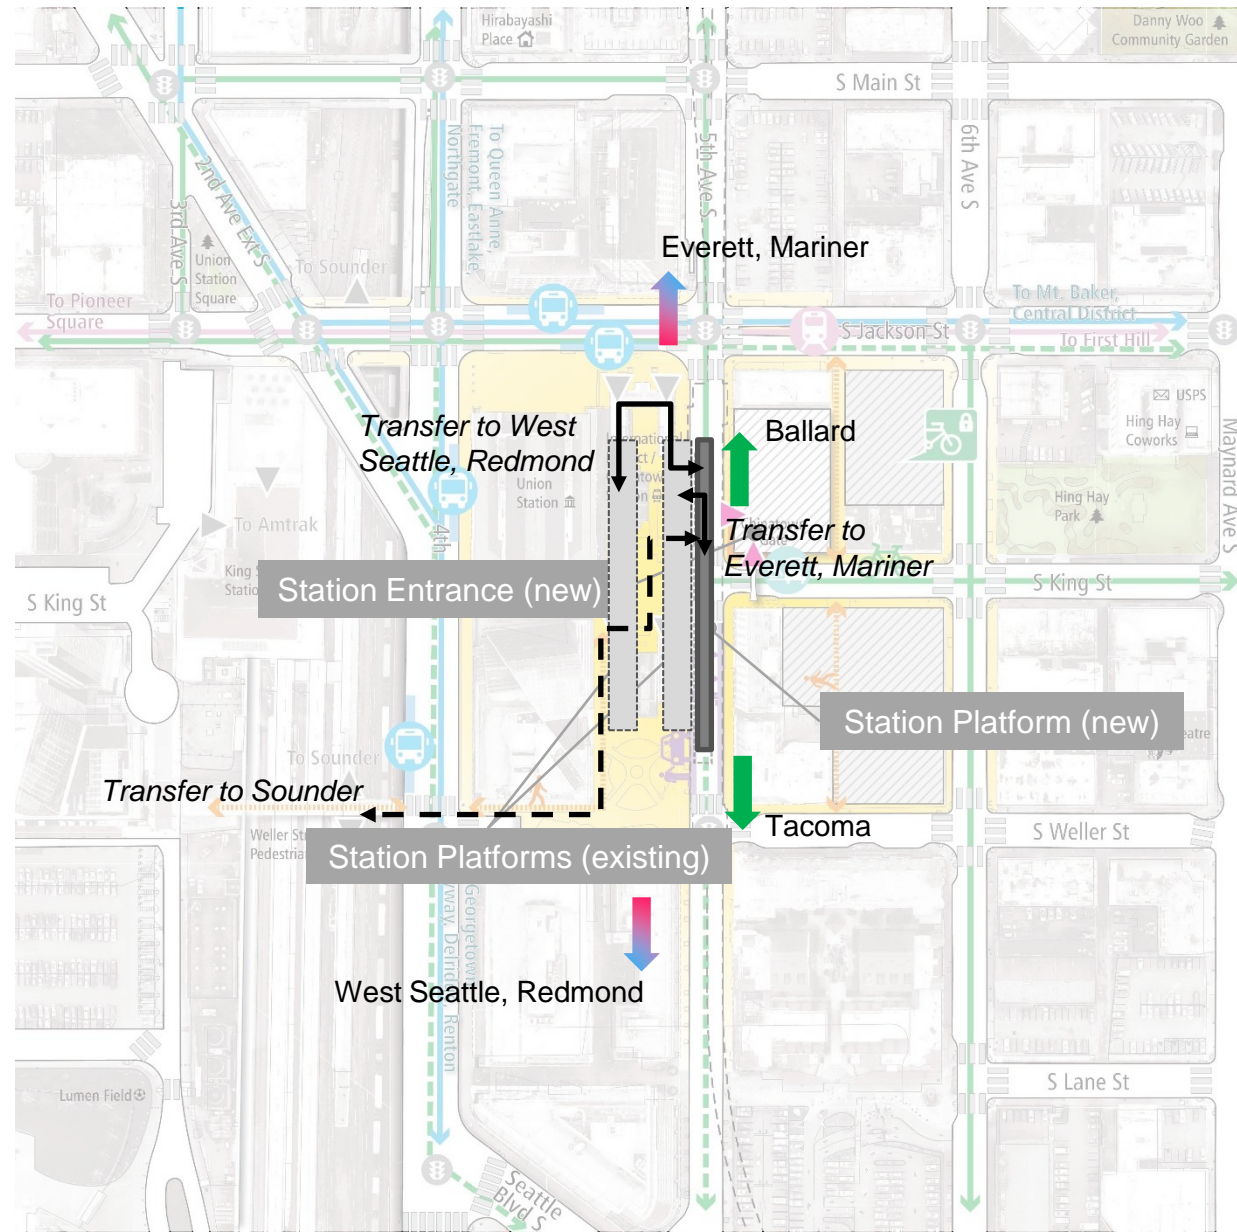 Hirabayashi
Place
Danny Woo
Community Garden
S Main St
To Queen Anne,
Fremont, Eastlake,
Northgate
5th Ave S
6th Ave S
2nd Ave Ext S
3rd Ave S
Union
Station
Square
To Sounder
Everett, Mariner
To Pioneer
Square
To Mt. Baker,
Central District
S Jackson St
To First Hill
USPS
Hing Hay
Coworks
Maynard Ave S
Transfer to West
Seattle, Redmond
Ballard
Union
Station
International
Hing Hay
Park
To Amtrak
4th
Transfer to
Everett, Mariner
King
Station Entrance (new)
S King St
S King St
Station Platform (new)
To Sounder
Transfer to Sounder
Tacoma
S Weller St
Weller
Pedestrian
Station Platforms (existing)
Georgetown
Renton
West Seattle, Redmond
S Lane St
Lumen Field
Seattle
Blvd S